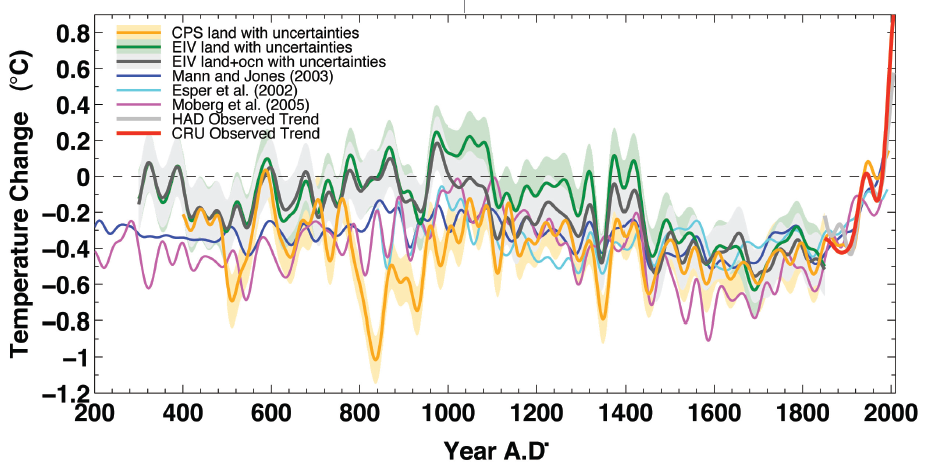 CPS land with uncertainties
EIV land with uncertainties
EIV land+ocn with uncertainties
Mann and Jones (2003)
Esper et al. (2002)
Moberg et al. (2005)
HAD Observed Trend
CRU Observed Trend
Temperature Change (°C)
0.8
0.6
0.4
0.2
0
−0.2
−0.4
−0.6
−0.8
−1
−1.2
200 400 600 800 1000 1200 1400 1600 1800 2000
Year A.D.